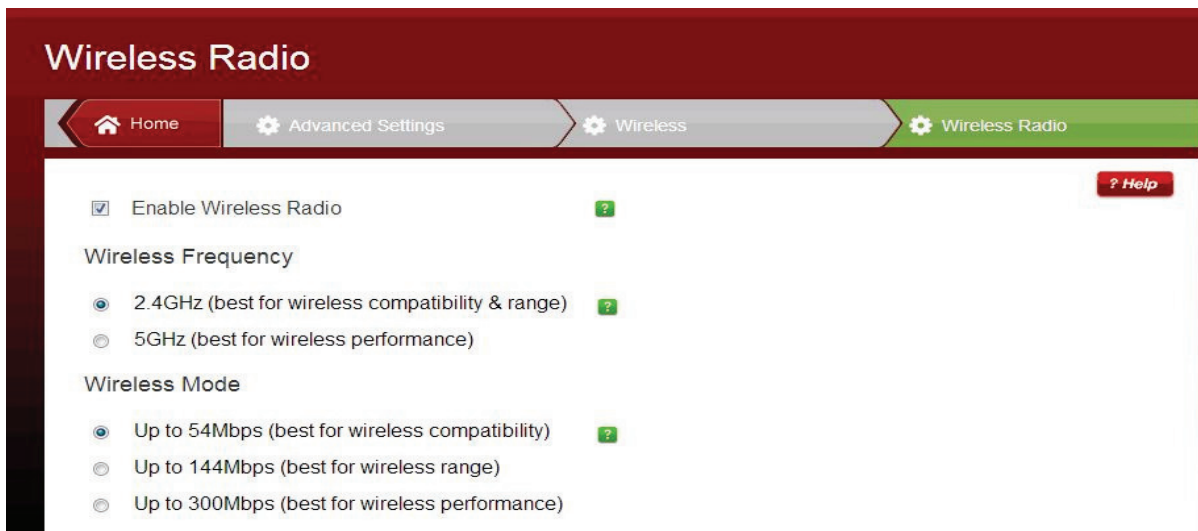 Wireless Radio
Home Advanced Settings Wireless Wireless Radio
? Help
Enable Wireless Radio ?
Wireless Frequency
2.4GHz (best for wireless compatibility & range) ?
5GHz (best for wireless performance)
Wireless Mode
Up to 54Mbps (best for wireless compatibility) ?
Up to 144Mbps (best for wireless range)
Up to 300Mbps (best for wireless performance)